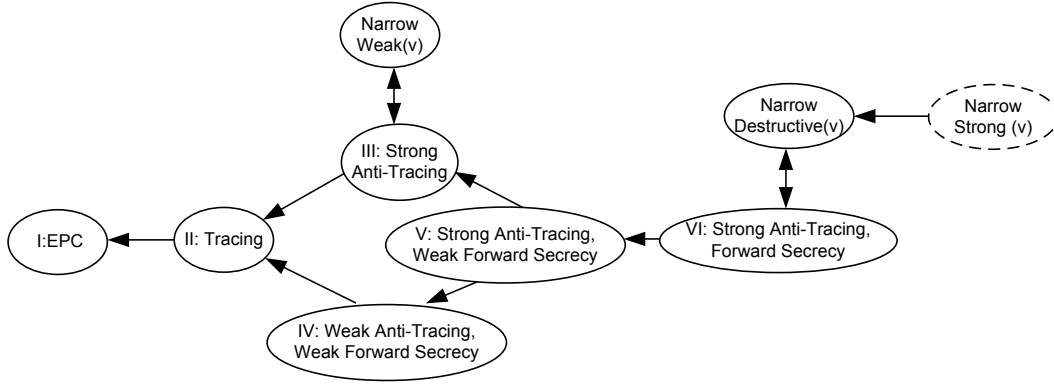 Narrow
Weak(v)
Narrow
Destructive(v)
Narrow
Strong (v)
III: Strong
Anti-Tracing
I:EPC
II: Tracing
V: Strong Anti-Tracing,
Weak Forward Secrecy
VI: Strong Anti-Tracing,
Forward Secrecy
IV: Weak Anti-Tracing,
Weak Forward Secrecy